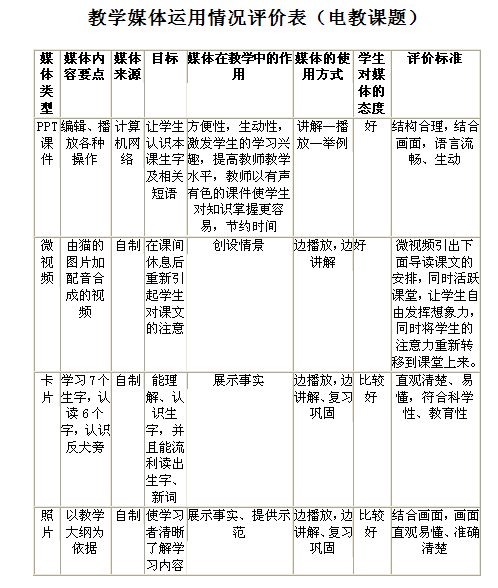 教学媒体运用情况评价表（电教课题）
媒体类型 媒体内容要点 媒体来源 目标 媒体在教学中的作用 媒体的使用方式 学生对媒体的态度 评价标准
PPT课件 编辑、播放各种操作 计算机网络 让学生认识本课生字及相关短语 方便性，生动性，激发学生的学习兴趣，提高教师教学水平，教师以有声有色的课件使学生对知识掌握更容易，节约时间 讲解—播放—举例 好 结构合理，结合画面，语言流畅、生动
微视频 由猫的图片加配音合成的视频 自制 在课间休息后重新引起学生对课文的注意 创设情景 边播放，边讲解 好 微视频引出下面导读课文的安排，同时活跃课堂，让学生自由发挥想象力，同时将学生的注意力重新转移到课堂上来。
卡片 学习7个生字，认读6个字，认识反犬旁 自制 能理解、认识生字，并且能流利读出生字、新词 展示事实 边播放，边讲解、复习巩固 比较好 直观清楚、易懂，符合科学性、教育性
照片 以教学大纲为依据 自制 使学习者清晰了解学习内容 展示事实、提供示范 边播放，边讲解、复习巩固 比较好 结合画面，画面直观易懂、准确清楚